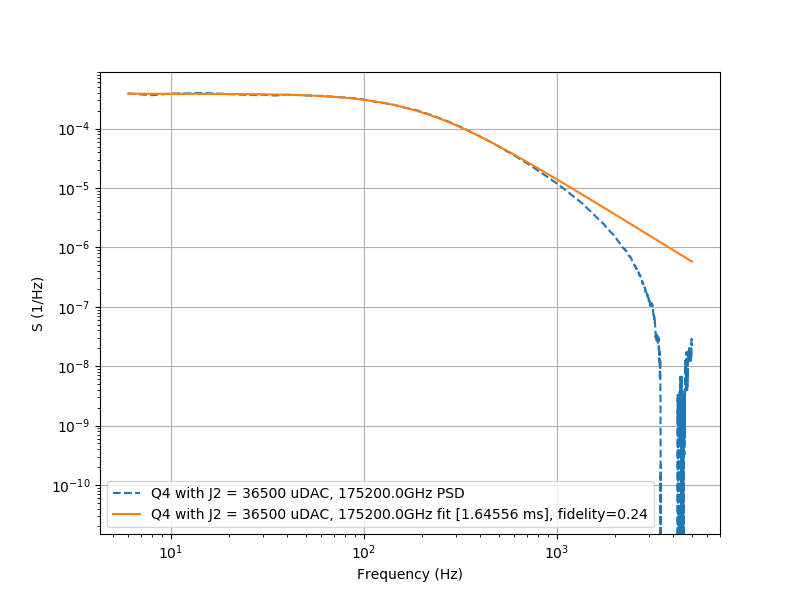 10⁻⁴
10⁻⁵
10⁻⁶
10⁻⁷
10⁻⁸
10⁻⁹
10⁻¹⁰
S (1/Hz)
Q4 with J2 = 36500 uDAC, 175200.0GHz PSD
Q4 with J2 = 36500 uDAC, 175200.0GHz fit [1.64556 ms], fidelity=0.24
10¹ 10² 10³
Frequency (Hz)